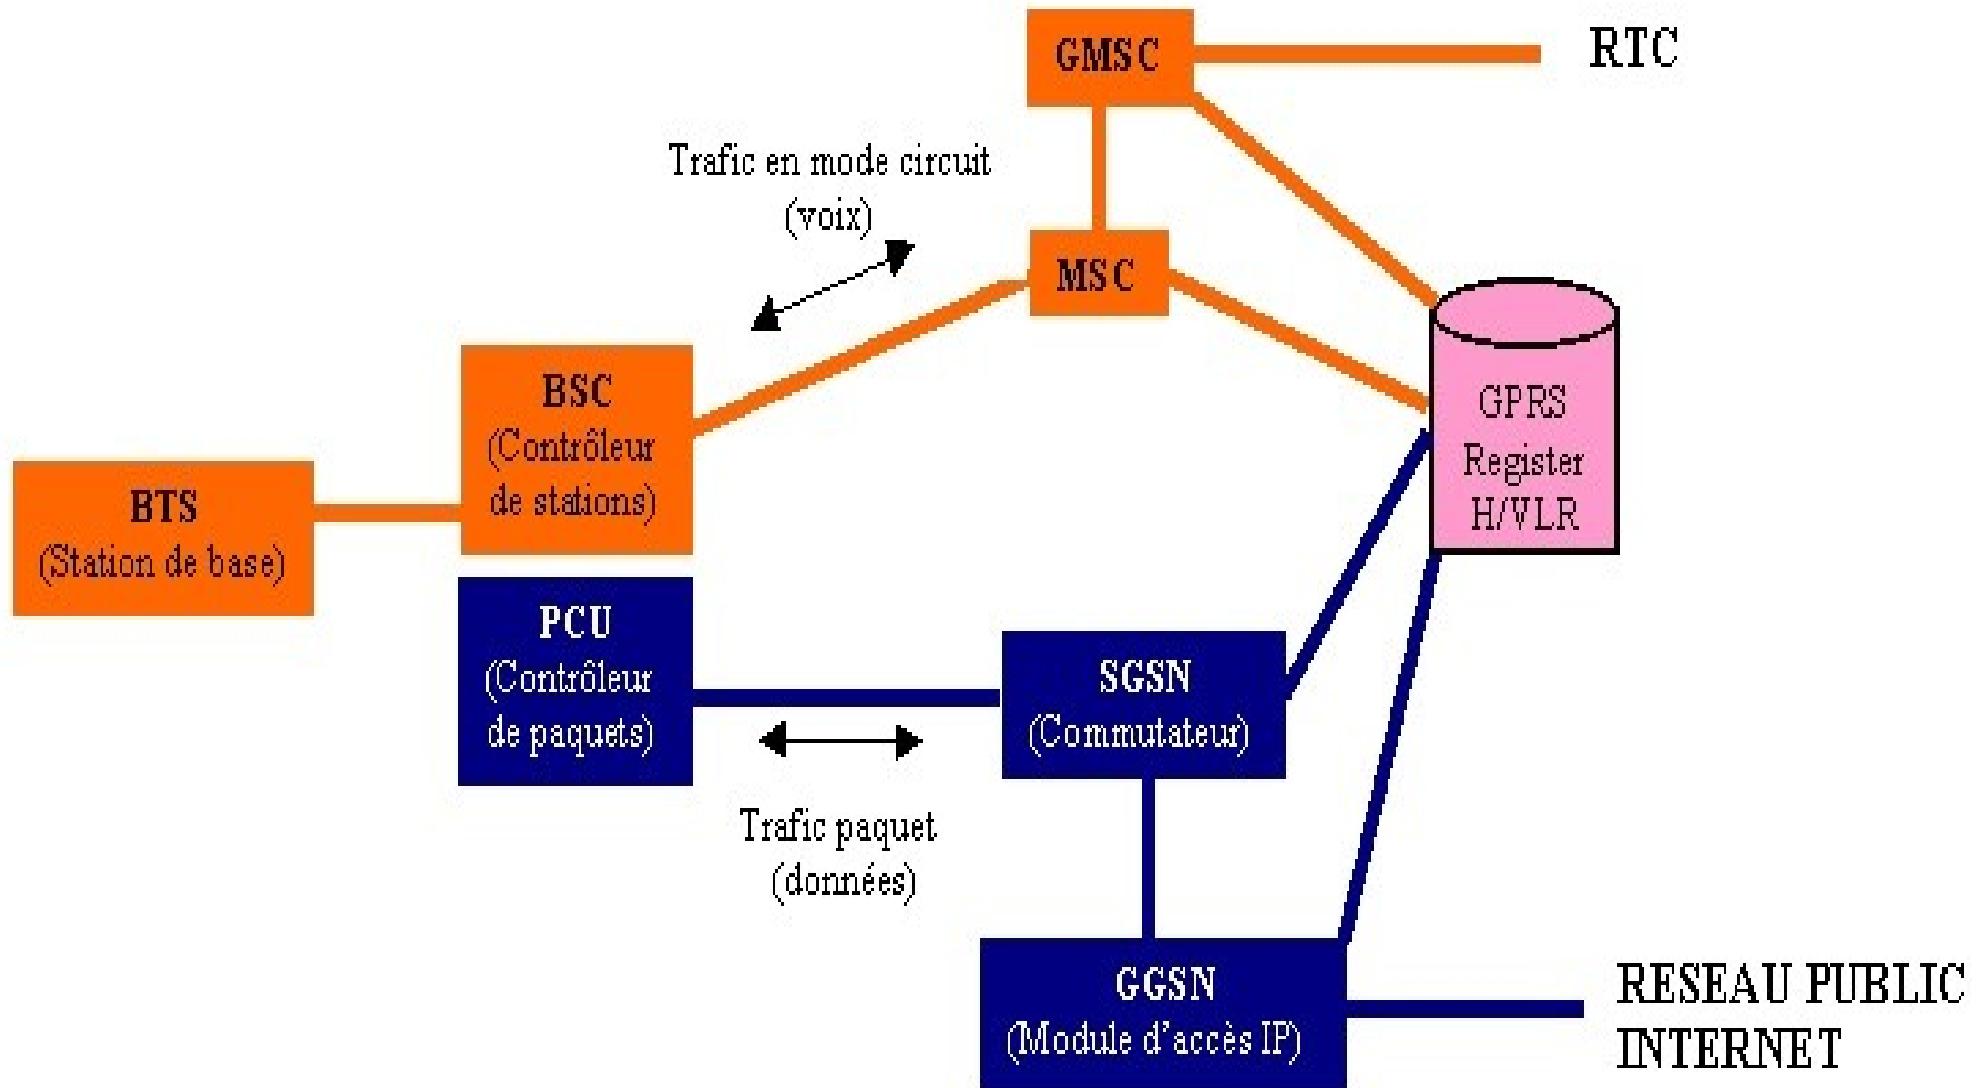 GMSC
RTC
Trafic en mode circuit
(voix)
MSC
BSC
(Contrôleur
de stations)
GPRS
Register
H/VLR
BTS
(Station de base)
PCU
(Contrôleur
de paquets)
SGSN
(Commutateur)
Trafic paquet
(données)
GGSN
(Module d'accès IP)
RESEAU PUBLIC
INTERNET